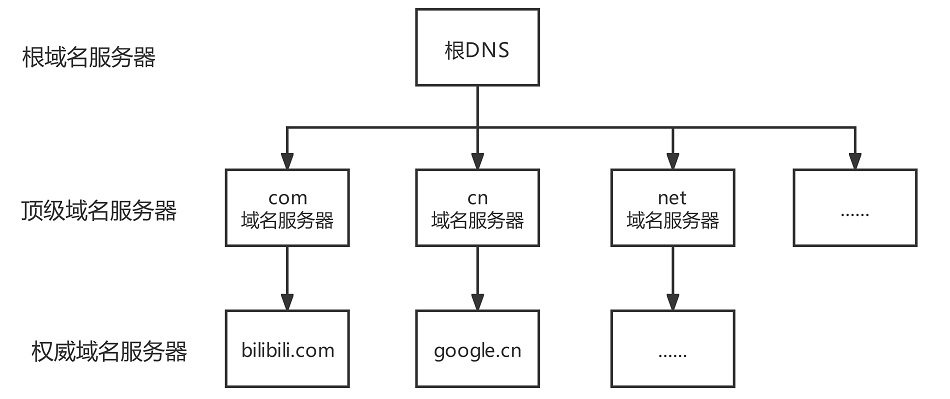 根域名服务器
根DNS
顶级域名服务器
com
域名服务器
cn
域名服务器
net
域名服务器
......
权威域名服务器
bilibili.com
google.cn
......